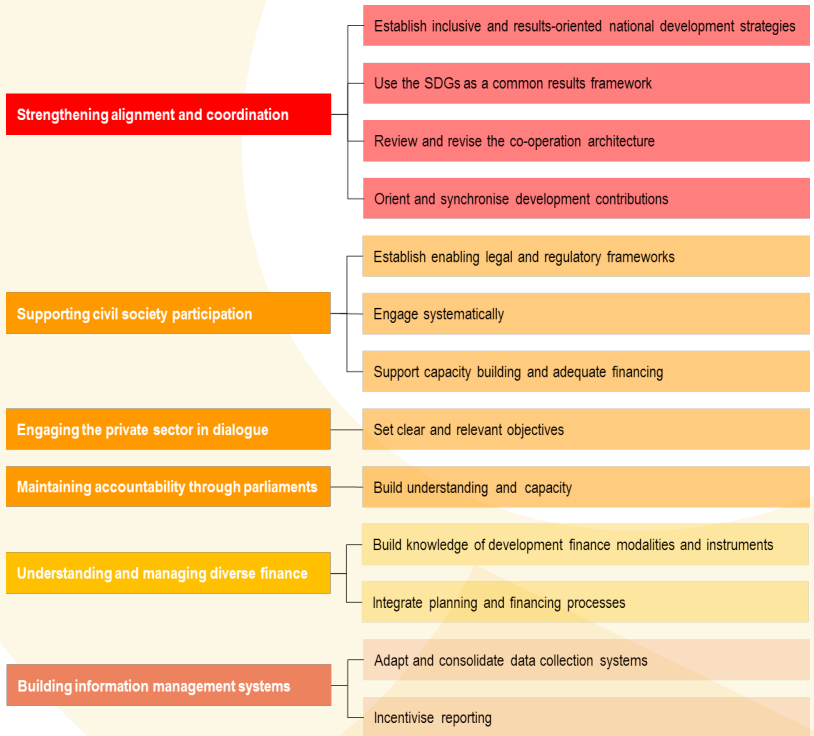 Strengthening alignment and coordination
Establish inclusive and results-oriented national development strategies
Use the SDGs as a common results framework
Review and revise the co-operation architecture
Orient and synchronise development contributions
Supporting civil society participation
Establish enabling legal and regulatory frameworks
Engage systematically
Support capacity building and adequate financing
Engaging the private sector in dialogue
Set clear and relevant objectives
Maintaining accountability through parliaments
Build understanding and capacity
Understanding and managing diverse finance
Build knowledge of development finance modalities and instruments
Integrate planning and financing processes
Building information management systems
Adapt and consolidate data collection systems
Incentivise reporting